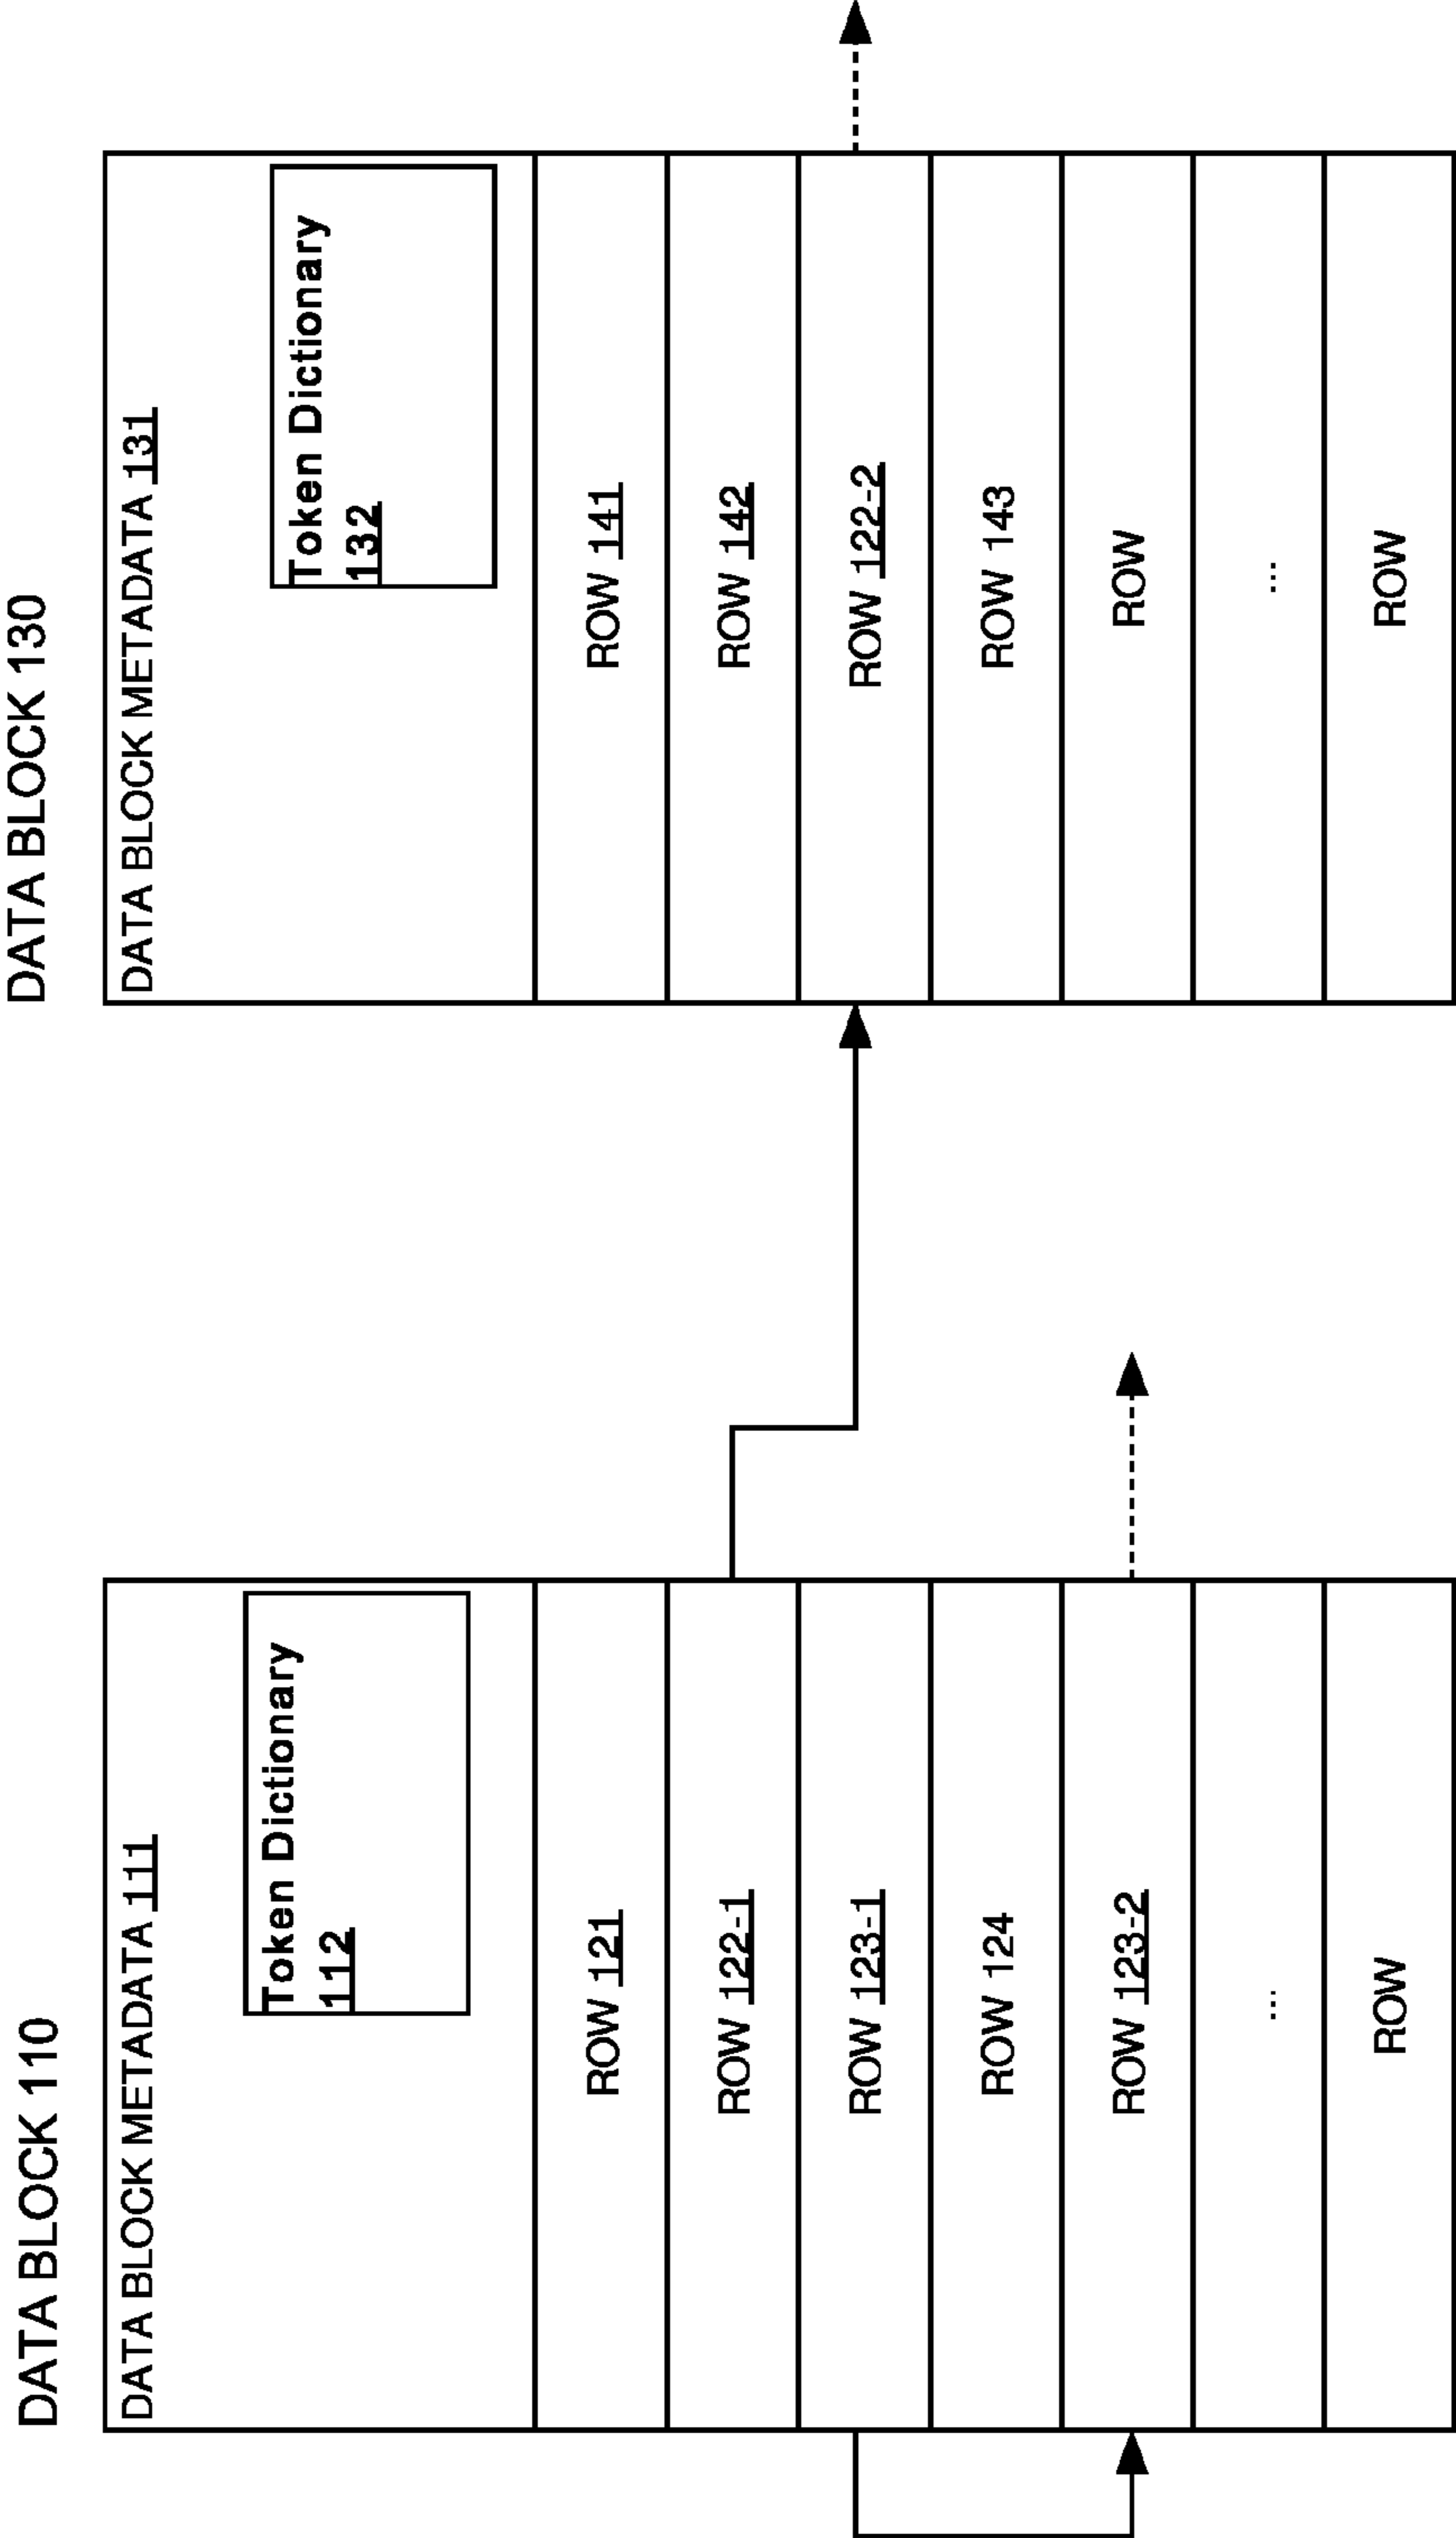 DATA BLOCK 110
DATA BLOCK METADATA 111
Token Dictionary
112
ROW 121
ROW 122-1
ROW 123-1
ROW 124
ROW 123-2
...
ROW
DATA BLOCK 130
DATA BLOCK METADATA 131
Token Dictionary
132
ROW 141
ROW 142
ROW 122-2
ROW 143
ROW
...
ROW